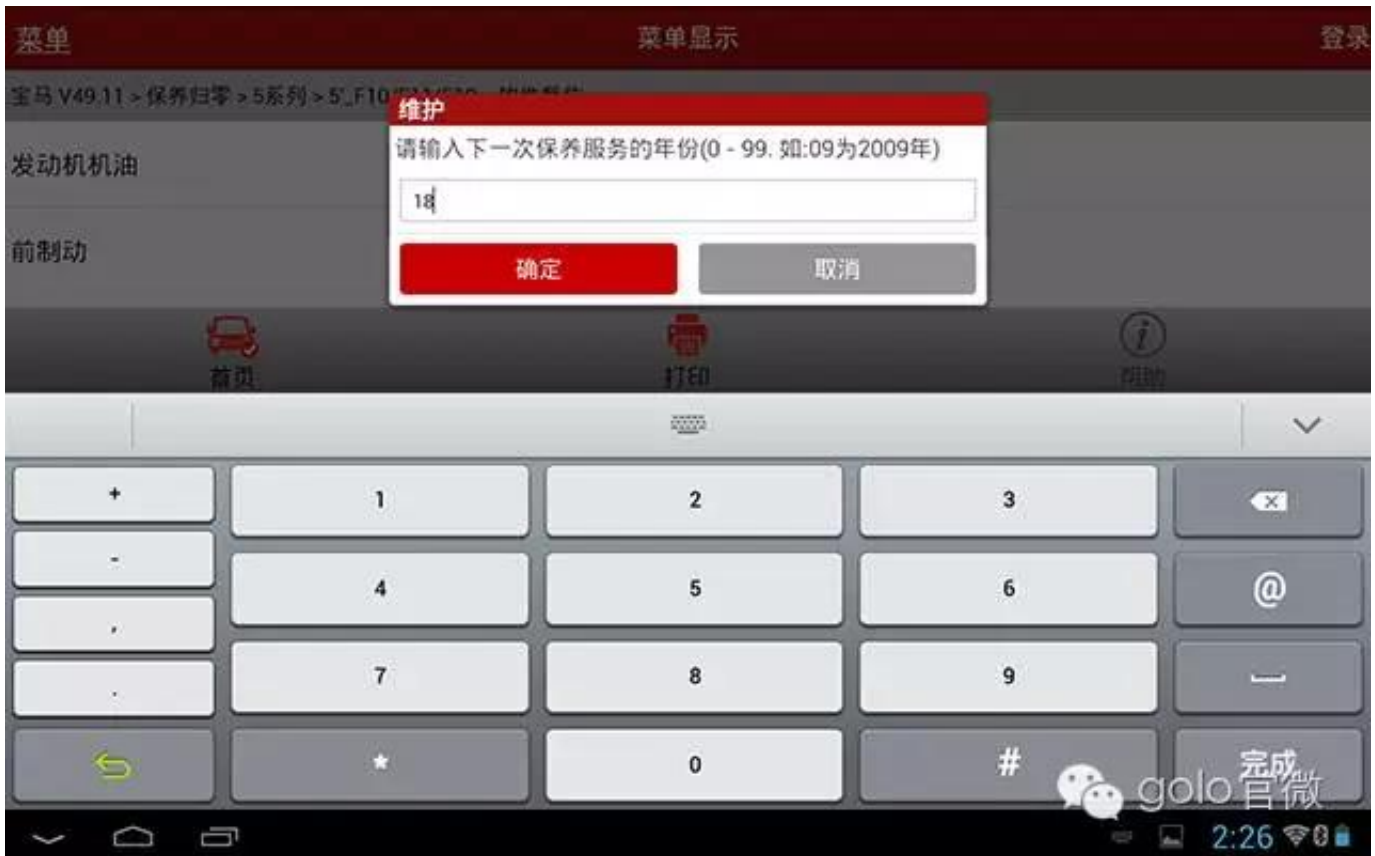 菜单 菜单显示 登录
宝马 V49.11 > 保养归零 > 5系列 > 5'_F10
维护
请输入下一次保养服务的年份(0 - 99. 如:09为2009年)
发动机机油
18
前制动
确定 取消
首页 打印 帮助
+ 1 2 3
- 4 5 6 @
,
7 8 9
.
* 0 # 完成
golo官微
2:26